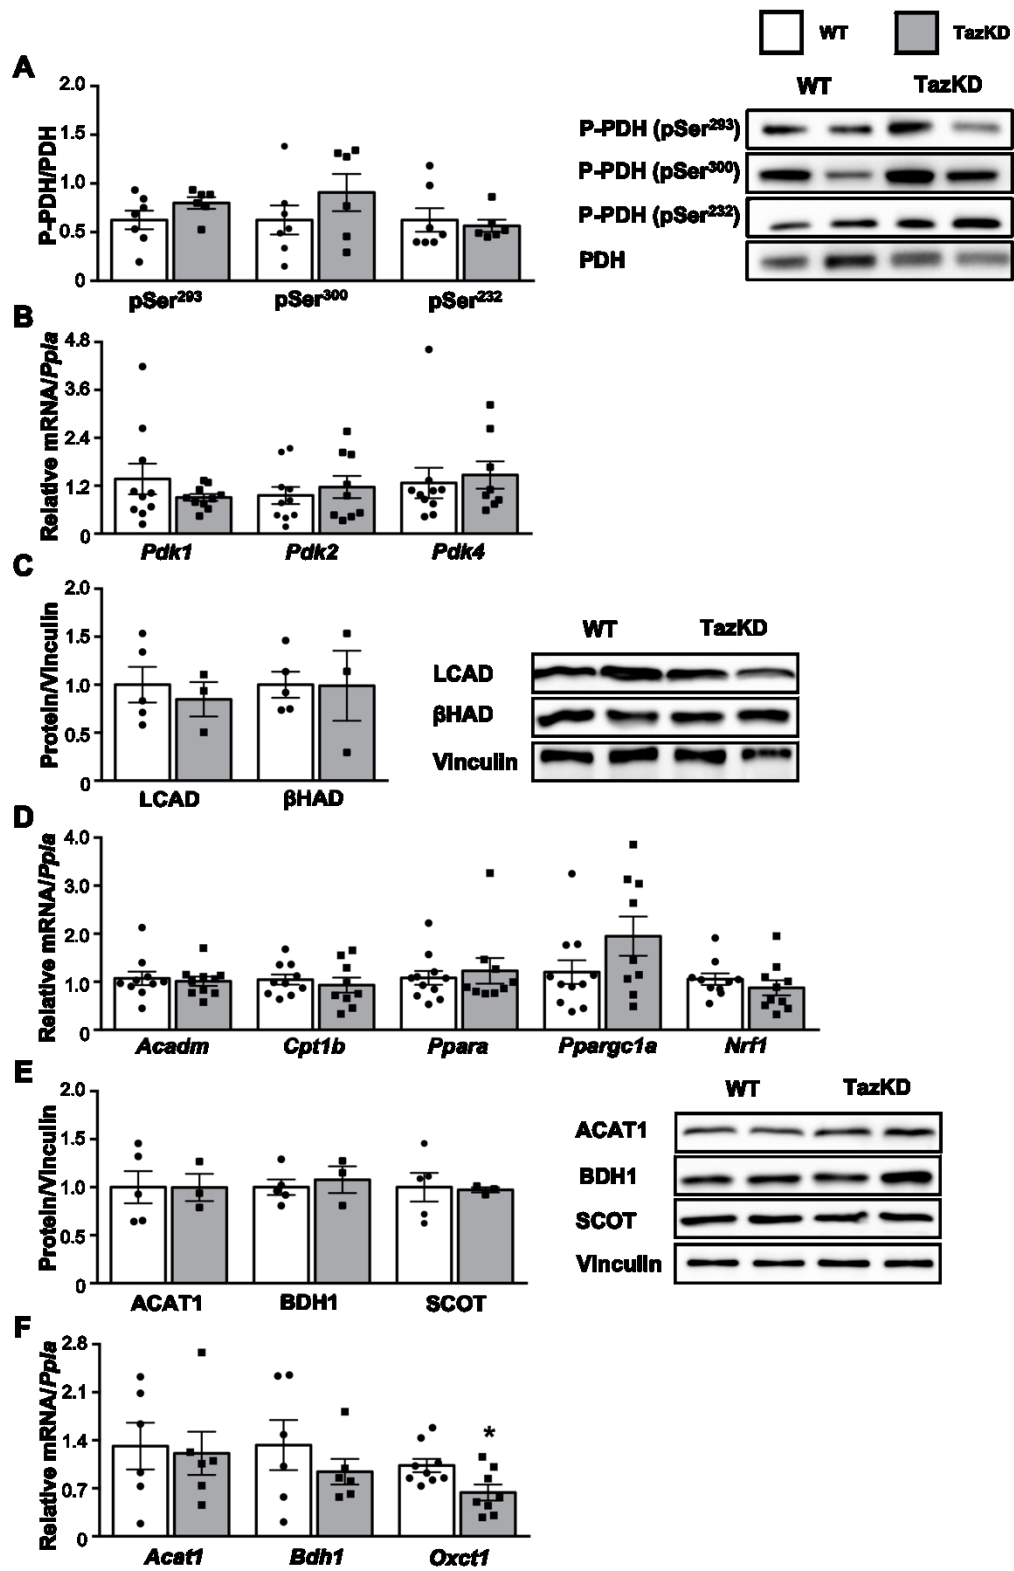 WT TazKD
A
2.0
1.5
1.0
0.5
0
P-PDH/PDH
pSer²⁹³ pSer³⁰⁰ pSer²³²
WT TazKD
P-PDH (pSer²⁹³)
P-PDH (pSer³⁰⁰)
P-PDH (pSer²³²)
PDH
B
4.8
3.6
2.4
1.2
0
Relative mRNA/Ppia
Pdk1 Pdk2 Pdk4
C
2.0
1.5
1.0
0.5
0
Protein/Vinculin
LCAD βHAD
WT TazKD
LCAD
βHAD
Vinculin
D
4.0
3.0
2.0
1.0
0
Relative mRNA/Ppia
Acadm Cpt1b Ppara Ppargc1a Nrf1
E
2.0
1.5
1.0
0.5
0
Protein/Vinculin
ACAT1 BDH1 SCOT
WT TazKD
ACAT1
BDH1
SCOT
Vinculin
F
2.8
2.1
1.4
0.7
0
Relative mRNA/Ppia
*
Acat1 Bdh1 Oxct1